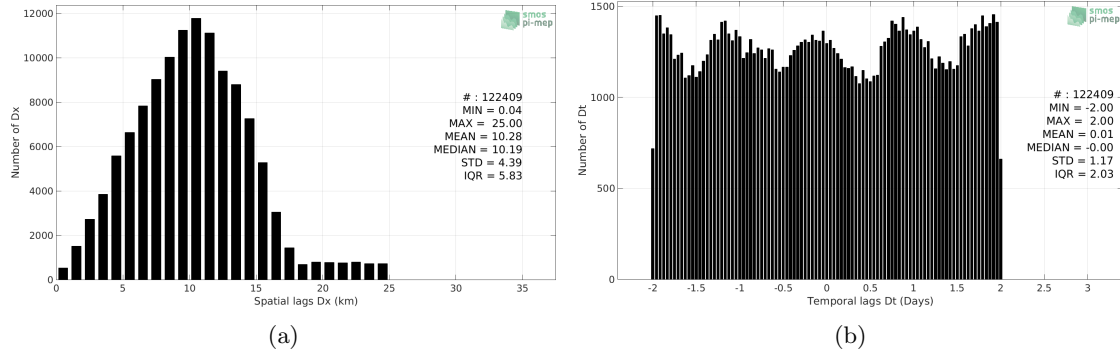 12000
10000
8000
6000
4000
2000
0
Number of Dx
0 5 10 15 20 25 30 35
Spatial lags Dx (km)
smos
pi-mep
# : 122409
MIN = 0.04
MAX = 25.00
MEAN = 10.28
MEDIAN = 10.19
STD = 4.39
IQR = 5.83
(a)
1500
1000
500
0
Number of Dt
-2 -1.5 -1 -0.5 0 0.5 1 1.5 2 2.5 3
Temporal lags Dt (Days)
smos
pi-mep
# : 122409
MIN = -2.00
MAX = 2.00
MEAN = 0.01
MEDIAN = -0.00
STD = 1.17
IQR = 2.03
(b)